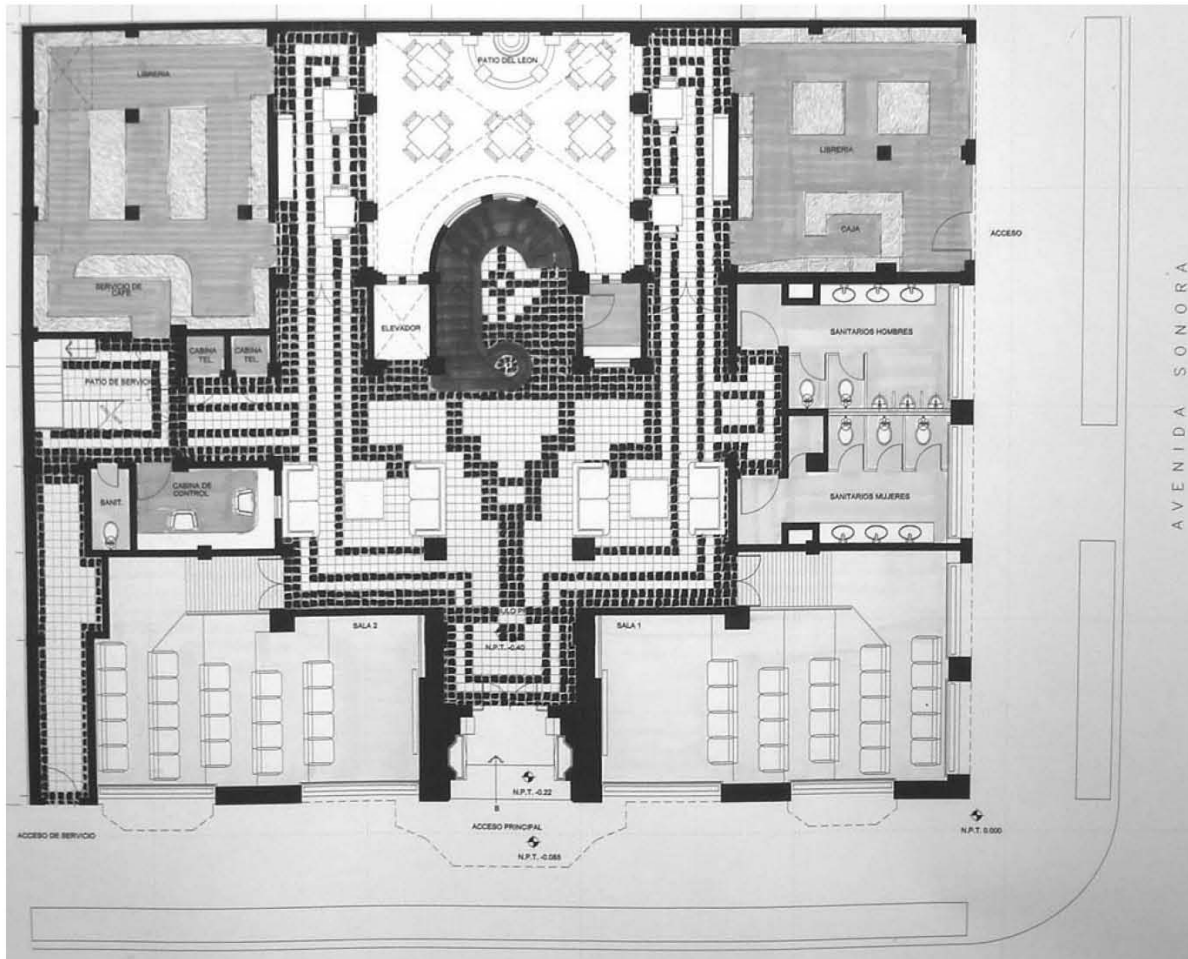 LIBRERIA
PATIO DEL LEON
LIBRERIA
CAJA
ACCESO
SERVICIO DE
CAFE
ELEVADOR
SANITARIOS HOMBRES
CABINA
TEL.
CABINA
TEL.
PATIO DE SERVICIO
AVENIDA SONORA
SANIT.
CABINA DE
CONTROL
SANITARIOS MUJERES
SALA 2
SALA 1
N.P.T. -0.40
N.P.T. -0.22
B
ACCESO DE SERVICIO
ACCESO PRINCIPAL
N.P.T. 0.000
N.P.T. -0.085